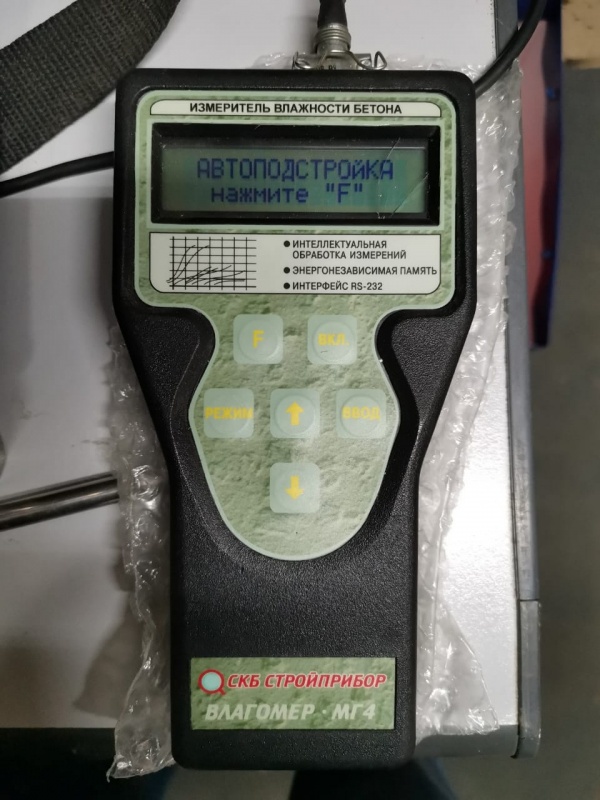 ИЗМЕРИТЕЛЬ ВЛАЖНОСТИ БЕТОНА
АВТОПОДСТРОйКА
нажмите "F"
● ИНТЕЛЛЕКТУАЛЬНАЯ
ОБРАБОТКА ИЗМЕРЕНИЙ
● ЭНЕРГОНЕЗАВИСИМАЯ ПАМЯТЬ
● ИНТЕРФЕЙС RS-232
F
ВКЛ
РЕЖИМ
ВВОД
СКБ СТРОЙПРИБОР
ВЛАГОМЕР · МГ4